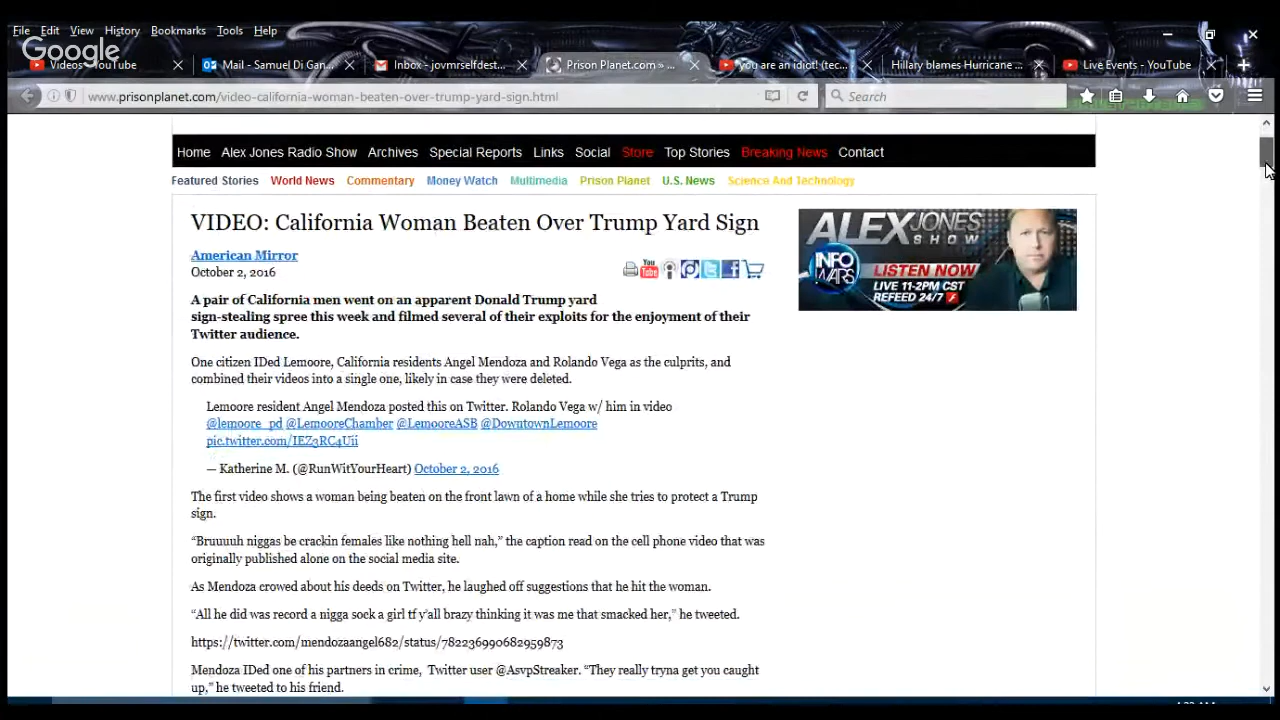 File Edit View History Bookmarks Tools Help
Google
Videos - YouTube
Mail - Samuel Di Gan...
Inbox - jovmrselfdest...
Prison Planet.com » ...
you are an idiot! (tec...
Hillary blames Hurricane ...
Live Events - YouTube
www.prisonplanet.com/video-california-woman-beaten-over-trump-yard-sign.html
Search
Home Alex Jones Radio Show Archives Special Reports Links Social Store Top Stories Breaking News Contact
Featured Stories World News Commentary Money Watch Multimedia Prison Planet U.S. News Science And Technology
VIDEO: California Woman Beaten Over Trump Yard Sign
American Mirror
October 2, 2016
You
Tube
ALEX JONES
SHOW
INFO
WARS
LISTEN NOW
LIVE 11-2PM CST
REFEED 24/7
A pair of California men went on an apparent Donald Trump yard
sign-stealing spree this week and filmed several of their exploits for the enjoyment of their
Twitter audience.
One citizen IDed Lemoore, California residents Angel Mendoza and Rolando Vega as the culprits, and
combined their videos into a single one, likely in case they were deleted.
Lemoore resident Angel Mendoza posted this on Twitter. Rolando Vega w/ him in video
@lemoore_pd @LemooreChamber @LemooreASB @DowntownLemoore
pic.twitter.com/IEZ3RC4Uii
— Katherine M. (@RunWitYourHeart) October 2, 2016
The first video shows a woman being beaten on the front lawn of a home while she tries to protect a Trump
sign.
“Bruuuuh niggas be crackin females like nothing hell nah,” the caption read on the cell phone video that was
originally published alone on the social media site.
As Mendoza crowed about his deeds on Twitter, he laughed off suggestions that he hit the woman.
“All he did was record a nigga sock a girl tf y’all brazy thinking it was me that smacked her,” he tweeted.
https://twitter.com/mendozaangel682/status/782236990682959873
Mendoza IDed one of his partners in crime, Twitter user @AsvpStreaker. “They really tryna get you caught
up,” he tweeted to his friend.